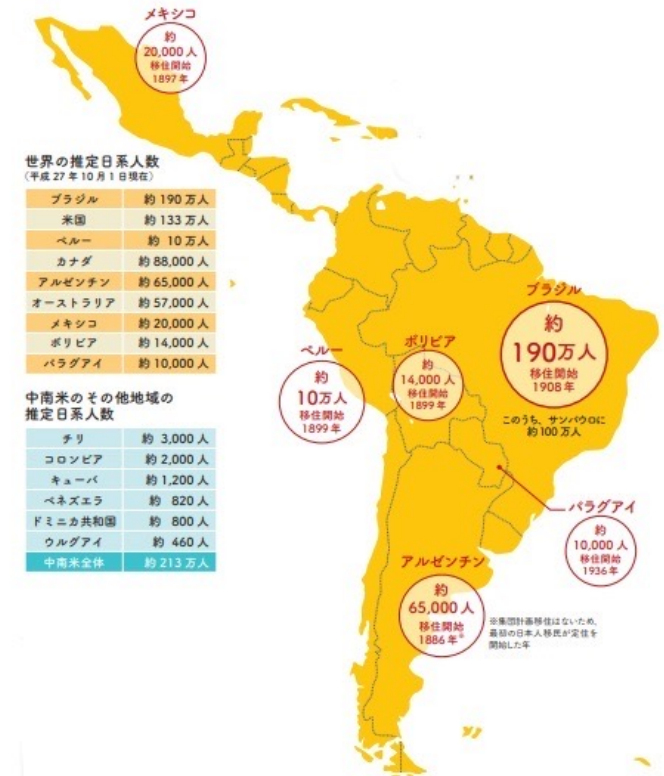 メキシコ
約
20,000人
移住開始
1897年
世界の推定日系人数
（平成27年10月1日現在）
ブラジル 約190万人
米国 約133万人
ペルー 約 10万人
カナダ 約88,000人
アルゼンチン 約65,000人
オーストラリア 約57,000人
メキシコ 約20,000人
ボリビア 約14,000人
パラグアイ 約10,000人
中南米のその他地域の
推定日系人数
チリ 約 3,000人
コロンビア 約2,000人
キューバ 約1,200人
ベネズエラ 約 820人
ドミニカ共和国 約 800人
ウルグアイ 約 460人
中南米全体 約213万人
ブラジル
約
190万人
移住開始
1908年
このうち、サンパウロに
約100万人
ボリビア
約
14,000人
移住開始
1899年
ペルー
約
10万人
移住開始
1899年
パラグアイ
約
10,000人
移住開始
1936年
アルゼンチン
約
65,000人
移住開始
1886年※
※集団計画移住はないため、
最初の日本人移民が定住を
開始した年